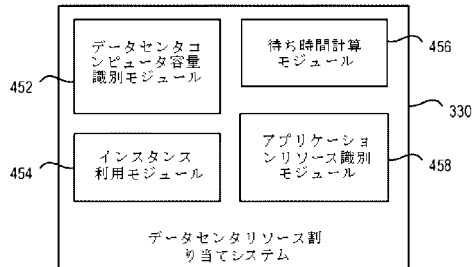 データセンタコ
ンピュータ容量
識別モジュール
452
待ち時間計算
モジュール
456
330
インスタンス
利用モジュール
454
アプリケーショ
ンリソース識別
モジュール
458
データセンタリソース割
り当てシステム